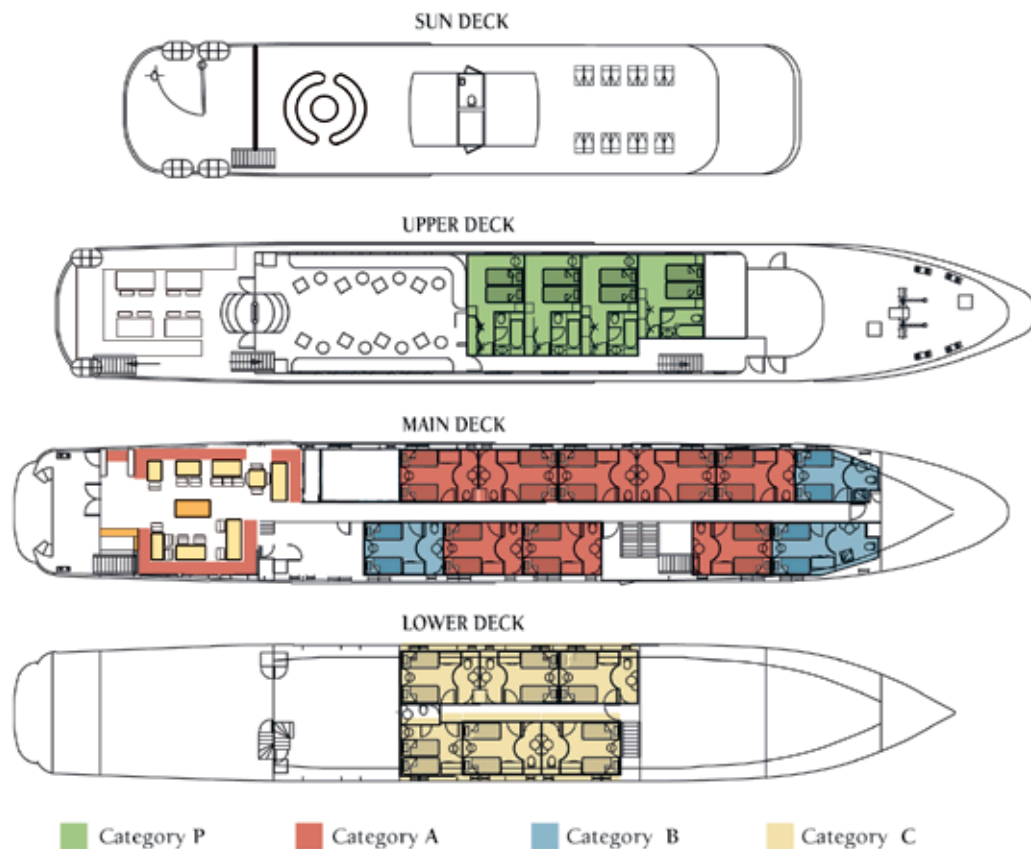 SUN DECK
UPPER DECK
MAIN DECK
LOWER DECK
Category P
Category A
Category B
Category C